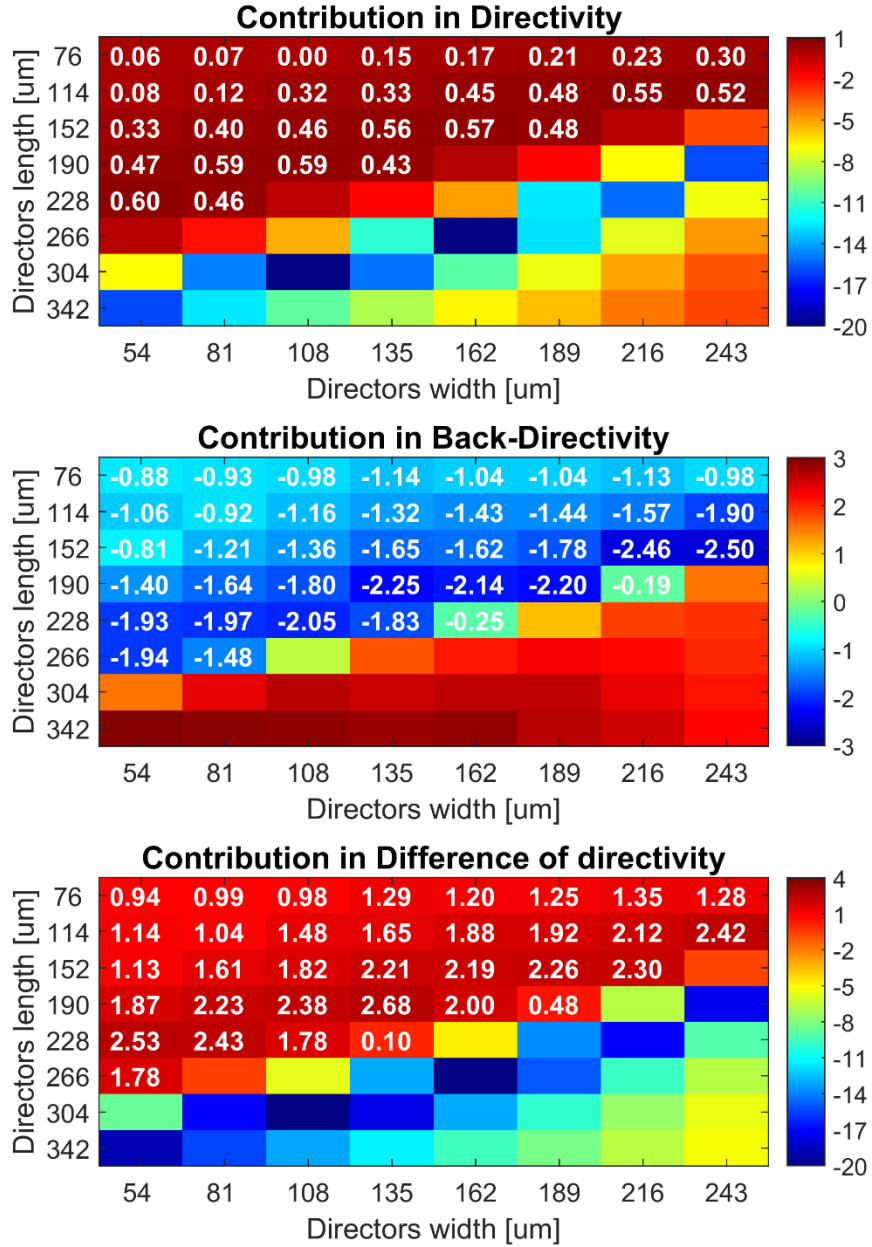 Contribution in Directivity
Directors length [um]
76 0.06 0.07 0.00 0.15 0.17 0.21 0.23 0.30 1
114 0.08 0.12 0.32 0.33 0.45 0.48 0.55 0.52 -2
152 0.33 0.40 0.46 0.56 0.57 0.48 -5
190 0.47 0.59 0.59 0.43 -8
228 0.60 0.46 -11
266 -14
304 -17
342 -20
54 81 108 135 162 189 216 243
Directors width [um]
Contribution in Back-Directivity
Directors length [um]
76 -0.88 -0.93 -0.98 -1.14 -1.04 -1.04 -1.13 -0.98 3
114 -1.06 -0.92 -1.16 -1.32 -1.43 -1.44 -1.57 -1.90 2
152 -0.81 -1.21 -1.36 -1.65 -1.62 -1.78 -2.46 -2.50 1
190 -1.40 -1.64 -1.80 -2.25 -2.14 -2.20 -0.19 0
228 -1.93 -1.97 -2.05 -1.83 -0.25 -1
266 -1.94 -1.48
304 -2
342 -3
54 81 108 135 162 189 216 243
Directors width [um]
Contribution in Difference of directivity
Directors length [um]
76 0.94 0.99 0.98 1.29 1.20 1.25 1.35 1.28 4
114 1.14 1.04 1.48 1.65 1.88 1.92 2.12 2.42 1
152 1.13 1.61 1.82 2.21 2.19 2.26 2.30 -2
190 1.87 2.23 2.38 2.68 2.00 0.48 -5
228 2.53 2.43 1.78 0.10 -8
266 1.78 -11
304 -14
342 -17
-20
54 81 108 135 162 189 216 243
Directors width [um]